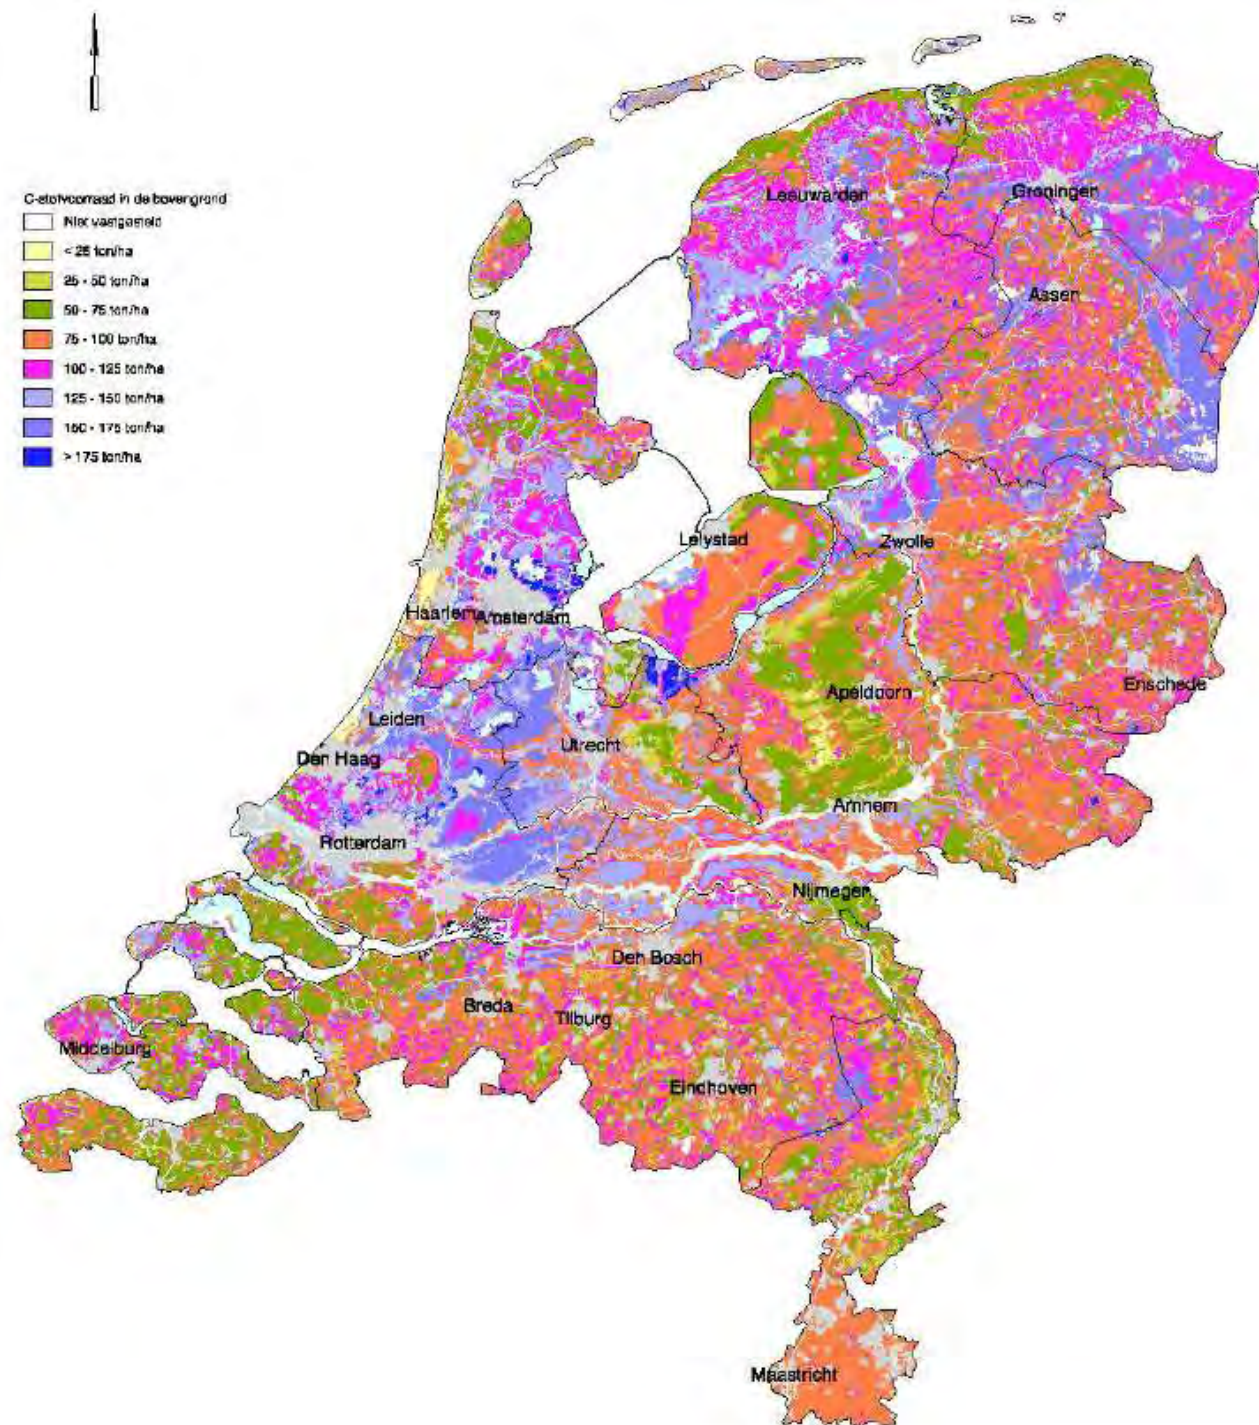 C-stofvoorraad in de bovengrond
Niet vastgesteld
< 25 ton/ha
25 - 50 ton/ha
50 - 75 ton/ha
75 - 100 ton/ha
100 - 125 ton/ha
125 - 150 ton/ha
150 - 175 ton/ha
> 175 ton/ha
Leeuwarden
Groningen
Assen
Lelystad
Zwolle
Haarlem
Amsterdam
Apeldoorn
Enschede
Leiden
Utrecht
Den Haag
Arnhem
Rotterdam
Nijmegen
Den Bosch
Breda
Tilburg
Middelburg
Eindhoven
Maastricht